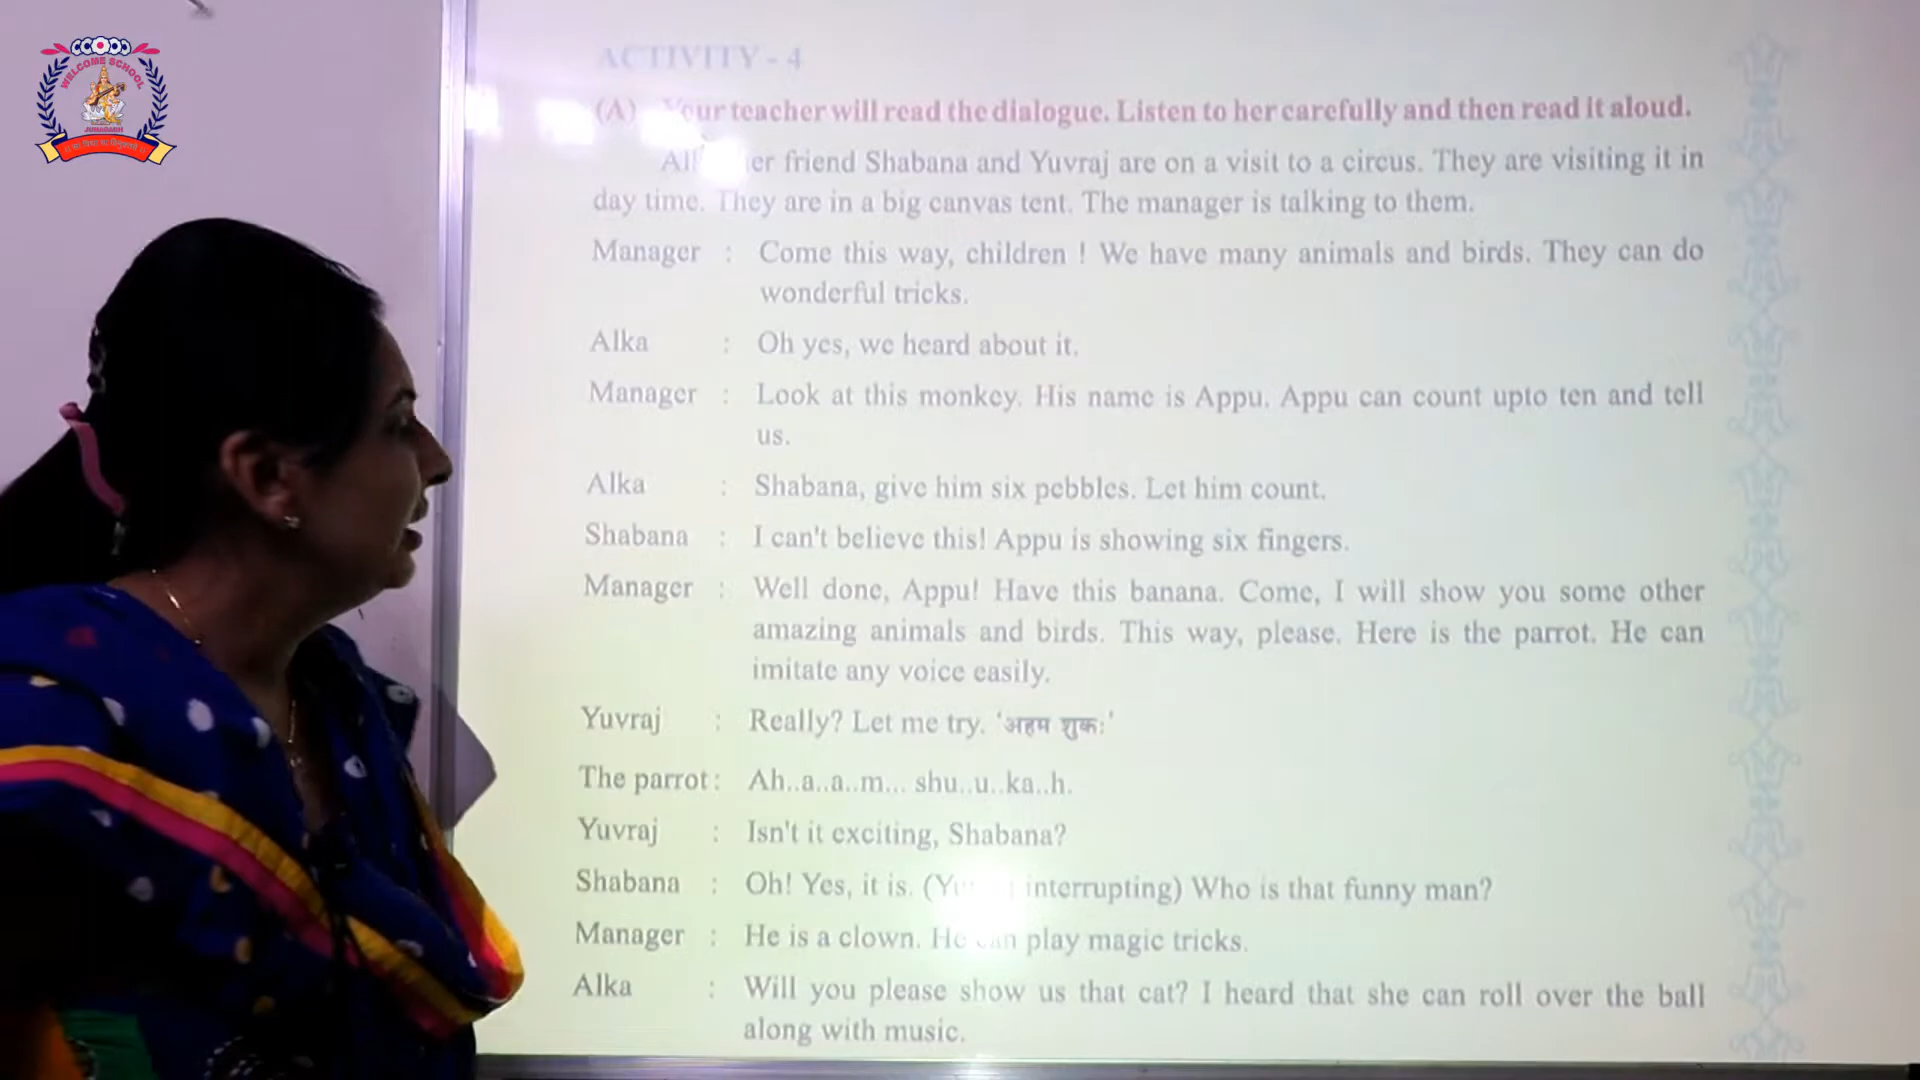 WELCOME SCHOOL
JUNAGADH
ACTIVITY - 4
(A) Your teacher will read the dialogue. Listen to her carefully and then read it aloud.
friend Shabana and Yuvraj are on a visit to a circus. They are visiting it in
day time. They are in a big canvas tent. The manager is talking to them.
Manager : Come this way, children ! We have many animals and birds. They can do
wonderful tricks.
Alka : Oh yes, we heard about it.
Manager : Look at this monkey. His name is Appu. Appu can count upto ten and tell
us.
Alka : Shabana, give him six pebbles. Let him count.
Shabana : I can't believe this! Appu is showing six fingers.
Manager : Well done, Appu! Have this banana. Come, I will show you some other
amazing animals and birds. This way, please. Here is the parrot. He can
imitate any voice easily.
Yuvraj : Really? Let me try. 'अहम शुकः'
The parrot : Ah..a..a..m... shu..u..ka..h.
Yuvraj : Isn't it exciting, Shabana?
Shabana : Oh! Yes, it is. ( interrupting) Who is that funny man?
Manager : He is a clown. He can play magic tricks.
Alka : Will you please show us that cat? I heard that she can roll over the ball
along with music.